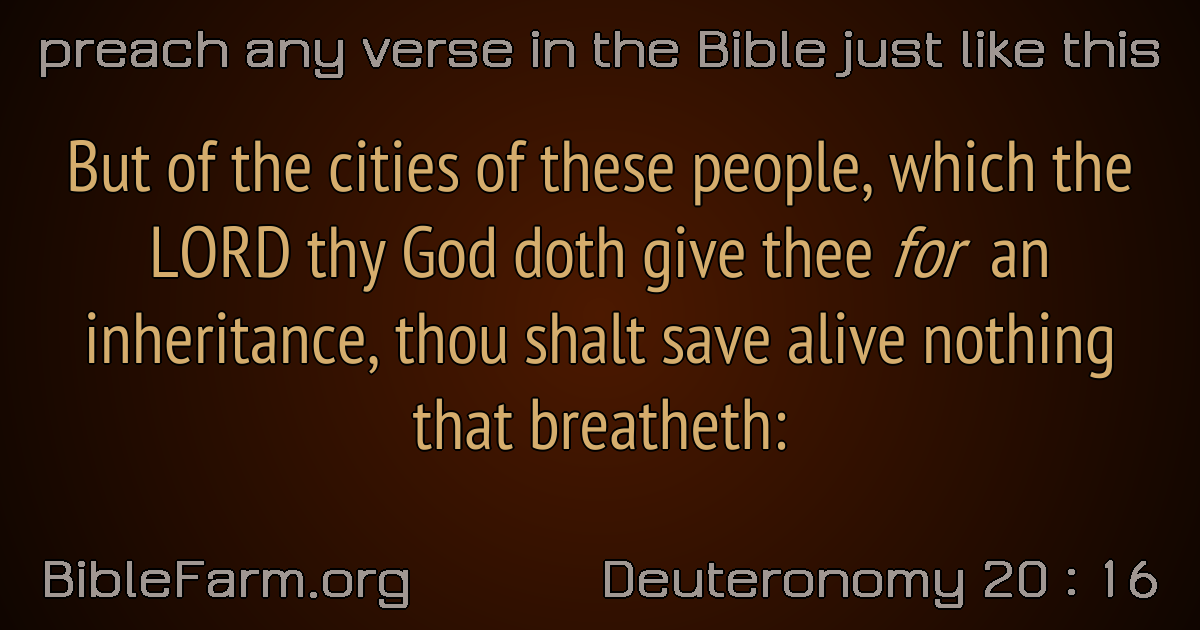 preach any verse in the Bible just like this
But of the cities of these people, which the
LORD thy God doth give thee for an
inheritance, thou shalt save alive nothing
that breatheth:
BibleFarm.org
Deuteronomy 20 : 16